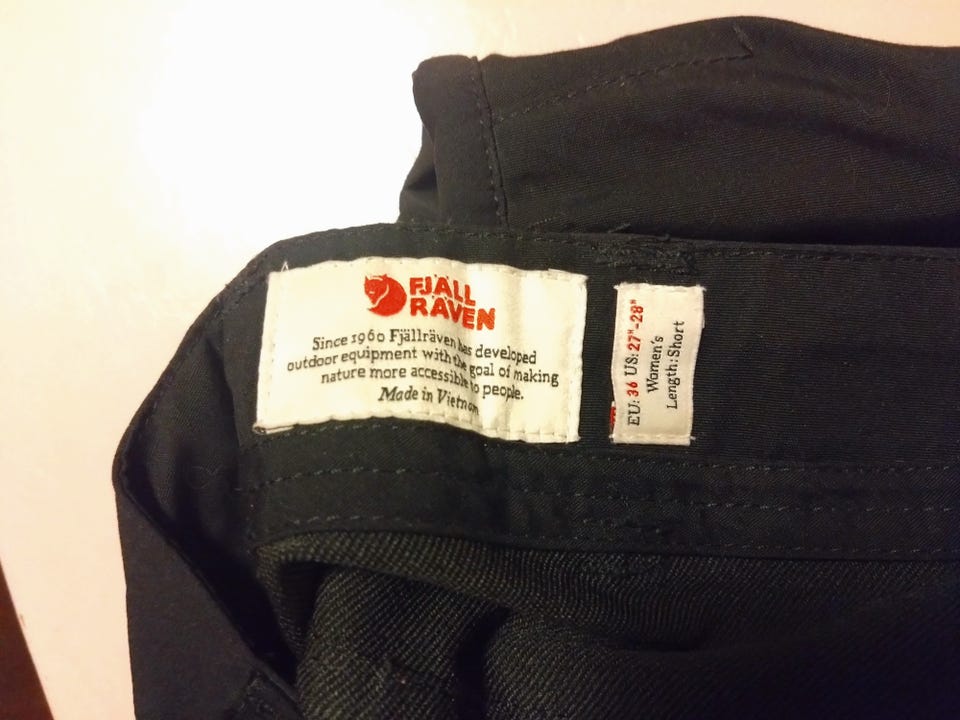 FJÄLL
RÄVEN
Since 1960 Fjällräven has developed
outdoor equipment with the goal of making
nature more accessible to people.
Made in Vietnam
EU: 36 US: 27"-28"
Women's
Length: Short